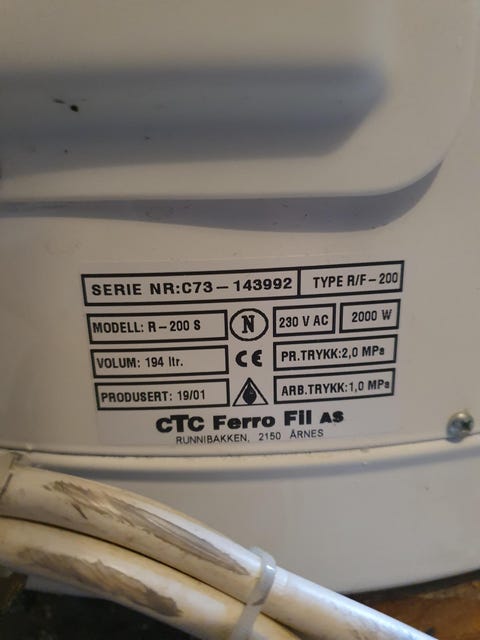 SERIE NR:C73-143992 TYPE R/F-200
MODELL: R-200 S N 230 V AC 2000 W
VOLUM: 194 ltr. CE PR.TRYKK:2,0 MPa
PRODUSERT: 19/01 ARB.TRYKK:1,0 MPa
CTC Ferro Fil AS
RUNNIBAKKEN, 2150 ÅRNES